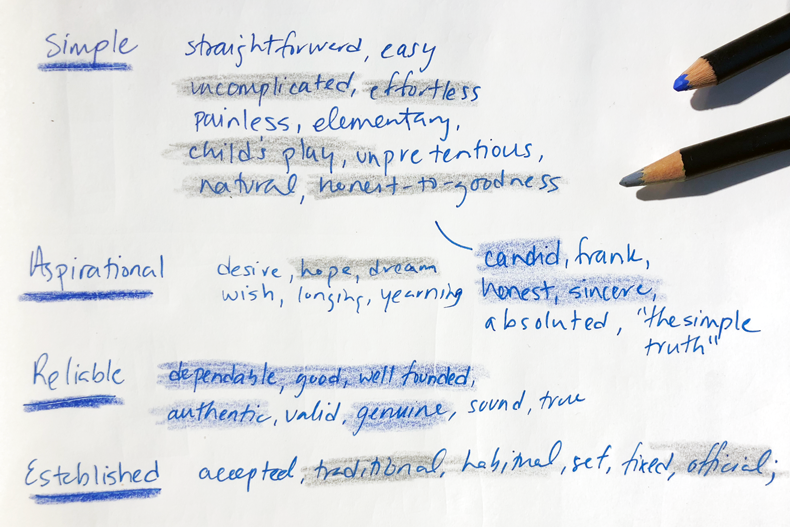 Simple
straightforward, easy
uncomplicated, effortless
painless, elementary,
child's play, unpretentious,
natural, honest-to-goodness
candid, frank,
honest, sincere,
absoluted, "the simple
truth"
Aspirational
desire, hope, dream
wish, longing, yearning
Reliable
dependable, good, well founded,
authentic, valid, genuine, sound, true
Established
accepted, traditional, habitual, set, fixed, official;